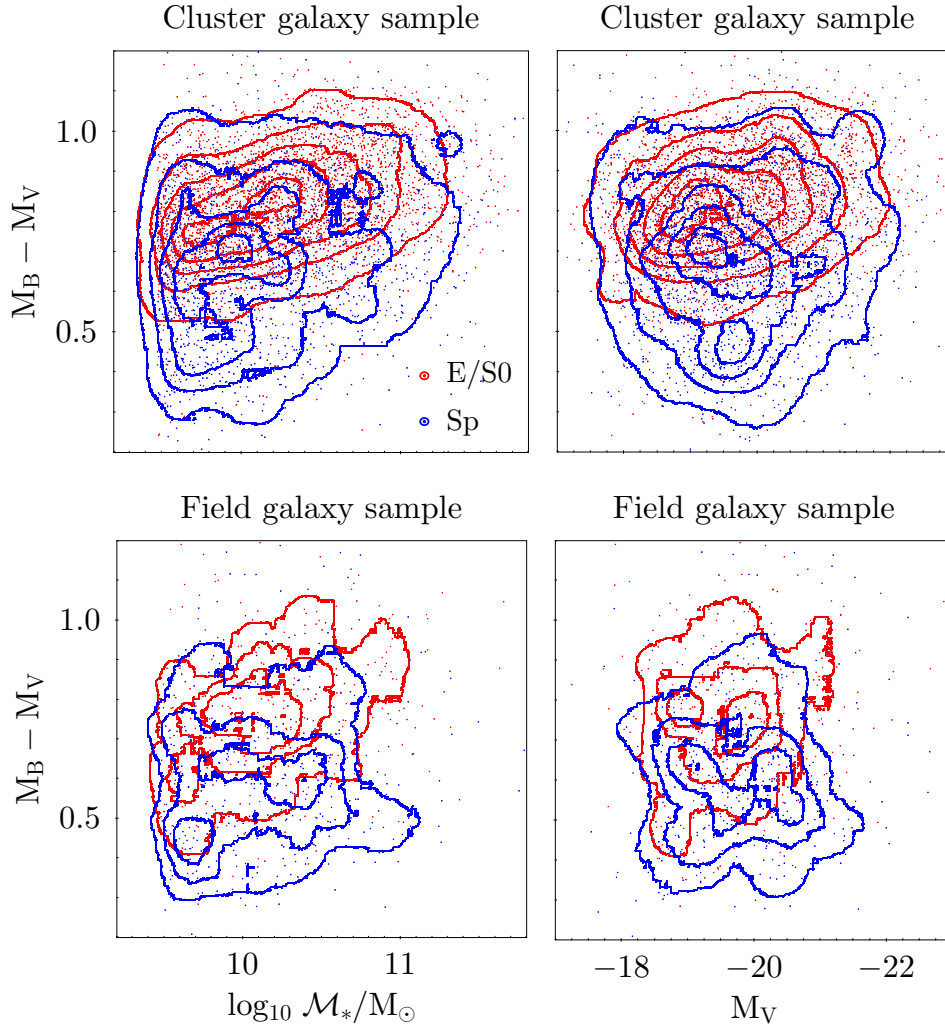 Cluster galaxy sample
Cluster galaxy sample
1.0
0.5
M_B − M_V
E/S0
Sp
Field galaxy sample
Field galaxy sample
1.0
0.5
M_B − M_V
10 11
−18 −20 −22
log₁₀ ℳ_*/M_⊙
M_V